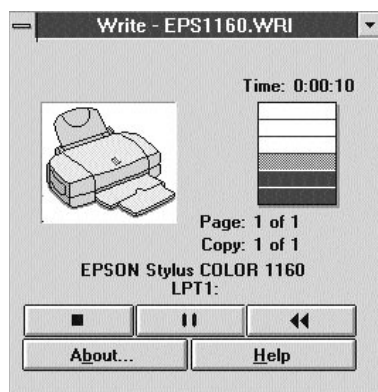 Write - EPS1160.WRI
Time: 0:00:10
Page: 1 of 1
Copy: 1 of 1
EPSON Stylus COLOR 1160
LPT1:
About... Help